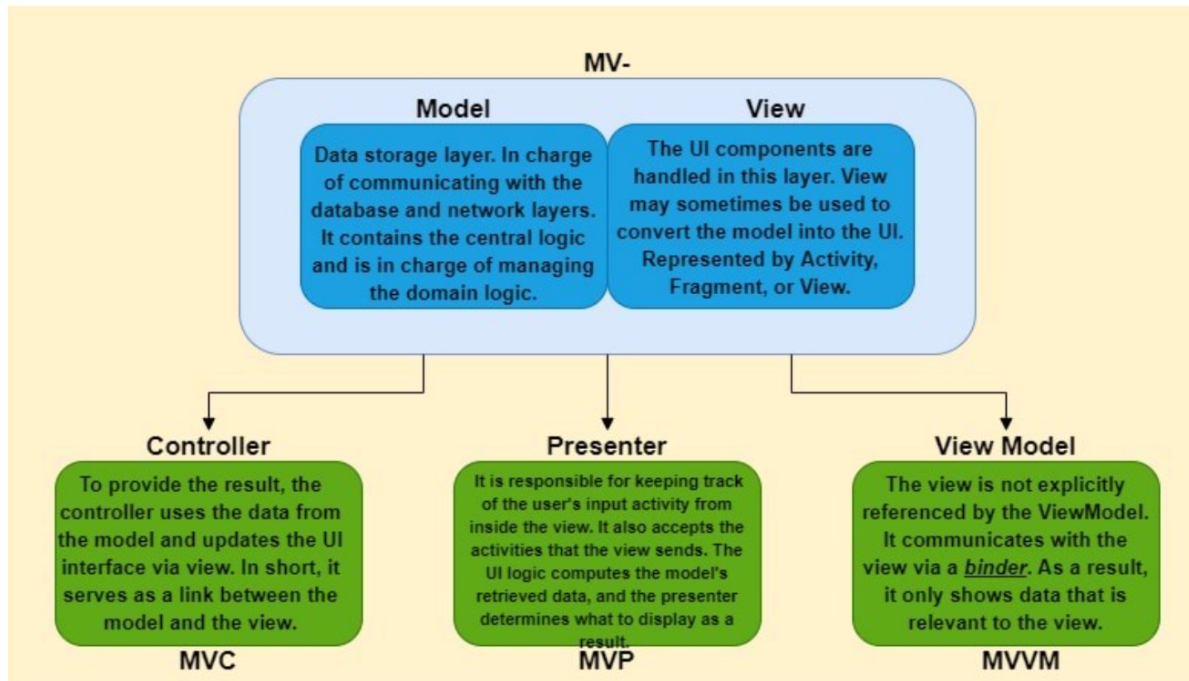 MV-
Model
Data storage layer. In charge
of communicating with the
database and network layers.
It contains the central logic
and is in charge of managing
the domain logic.
View
The UI components are
handled in this layer. View
may sometimes be used to
convert the model into the UI.
Represented by Activity,
Fragment, or View.
Controller
To provide the result, the
controller uses the data from
the model and updates the UI
interface via view. In short, it
serves as a link between the
model and the view.
MVC
Presenter
It is responsible for keeping track
of the user's input activity from
inside the view. It also accepts the
activities that the view sends. The
UI logic computes the model's
retrieved data, and the presenter
determines what to display as a
result.
MVP
View Model
The view is not explicitly
referenced by the ViewModel.
It communicates with the
view via a binder. As a result,
it only shows data that is
relevant to the view.
MVVM